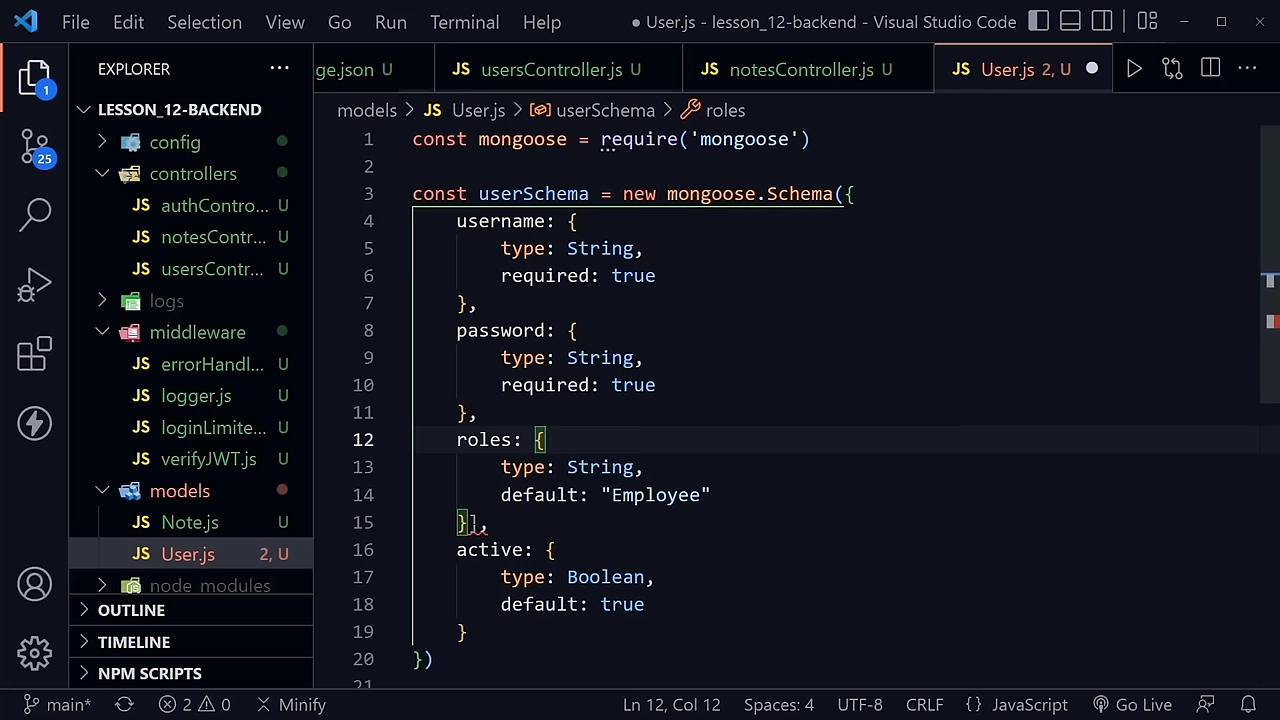 File Edit Selection View Go Run Terminal Help ● User.js - lesson_12-backend - Visual Studio Code
EXPLORER ...
ge.json U JS usersController.js U JS notesController.js U JS User.js 2, U
LESSON_12-BACKEND
config
controllers
JS authContro... U
JS notesContr... U
JS usersContr... U
logs
middleware
JS errorHandl... U
JS logger.js U
JS loginLimite... U
JS verifyJWT.js U
models
JS Note.js U
JS User.js 2, U
node_modules
OUTLINE
TIMELINE
NPM SCRIPTS
1
25
models > JS User.js > userSchema > roles
1 const mongoose = require('mongoose')
2
3 const userSchema = new mongoose.Schema({
4 username: {
5 type: String,
6 required: true
7 },
8 password: {
9 type: String,
10 required: true
11 },
12 roles: {
13 type: String,
14 default: "Employee"
15 }],
16 active: {
17 type: Boolean,
18 default: true
19 }
20 })
21
main* 2 0 Minify Ln 12, Col 12 Spaces: 4 UTF-8 CRLF {} JavaScript Go Live